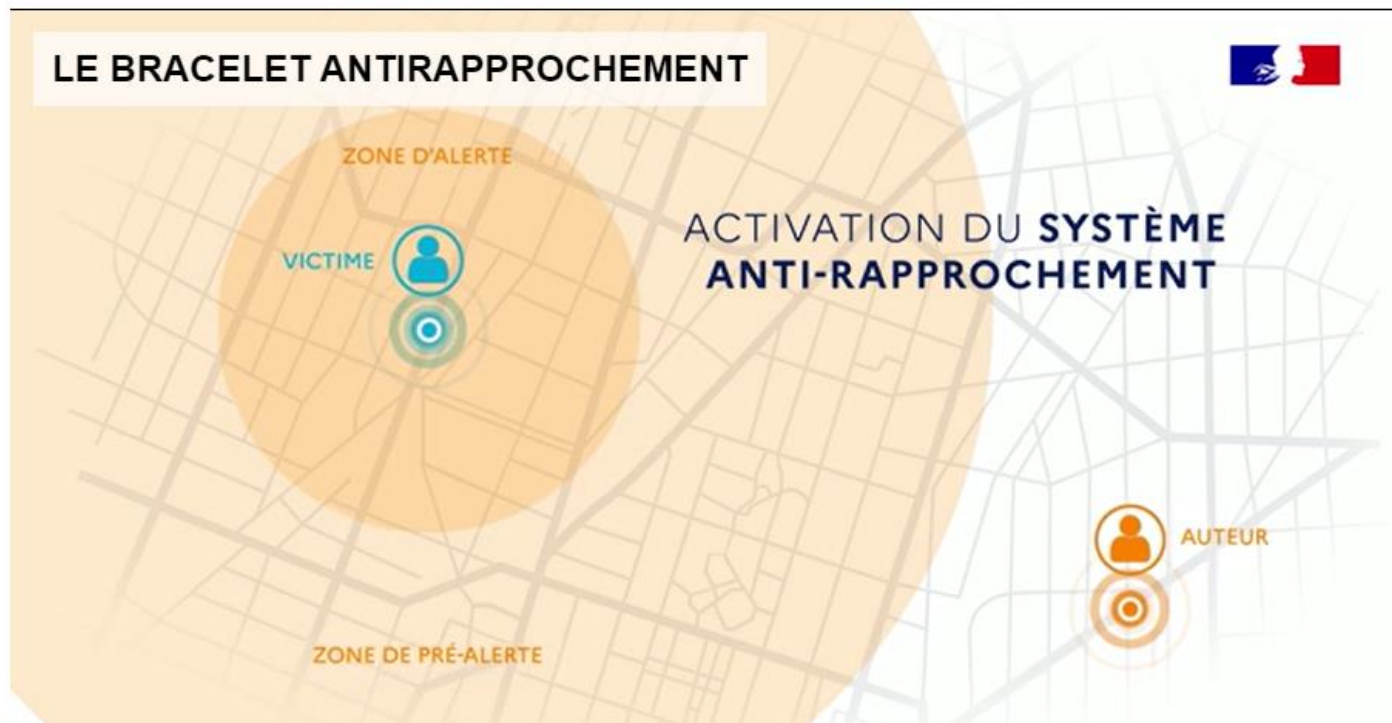 LE BRACELET ANTIRAPPROCHEMENT
ZONE D'ALERTE
VICTIME
ACTIVATION DU SYSTÈME
ANTI-RAPPROCHEMENT
AUTEUR
ZONE DE PRÉ-ALERTE